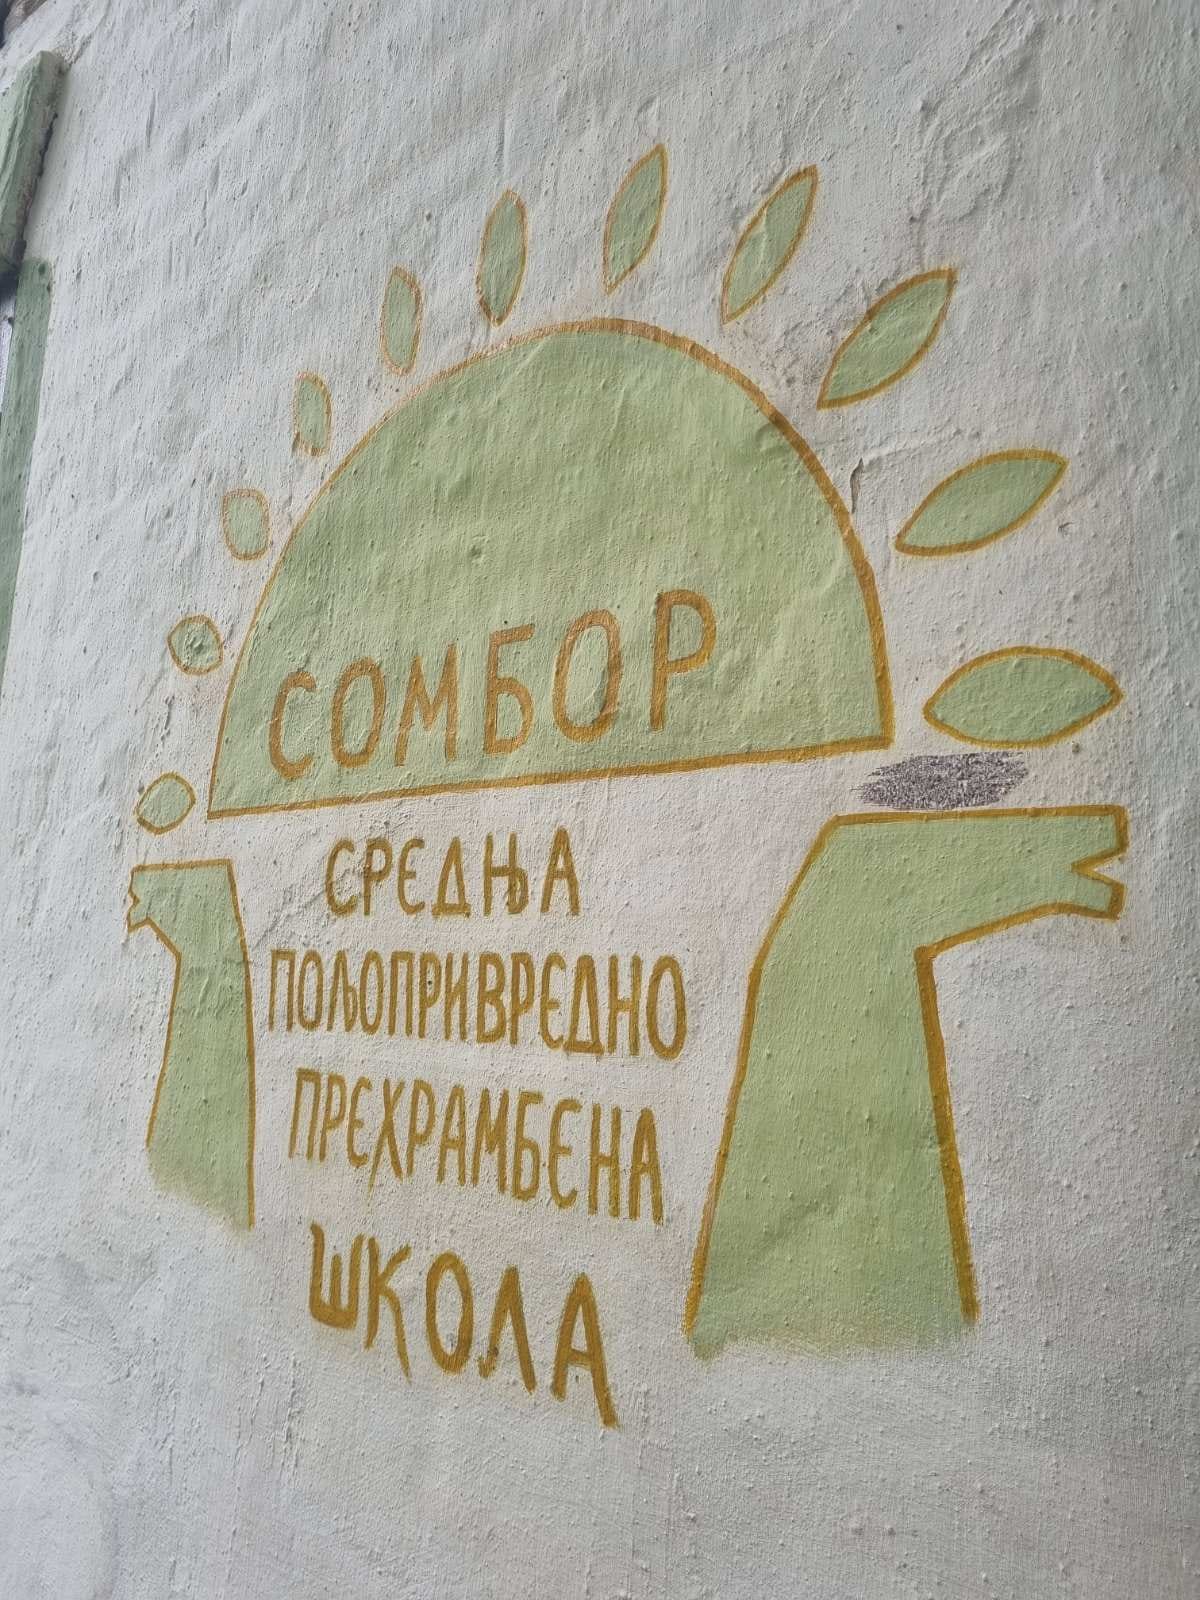 СОМБОР
СРЕДЊА
ПОЉОПРИВРЕДНО
ПРЕХРАМБЕНА
ШКОЛА